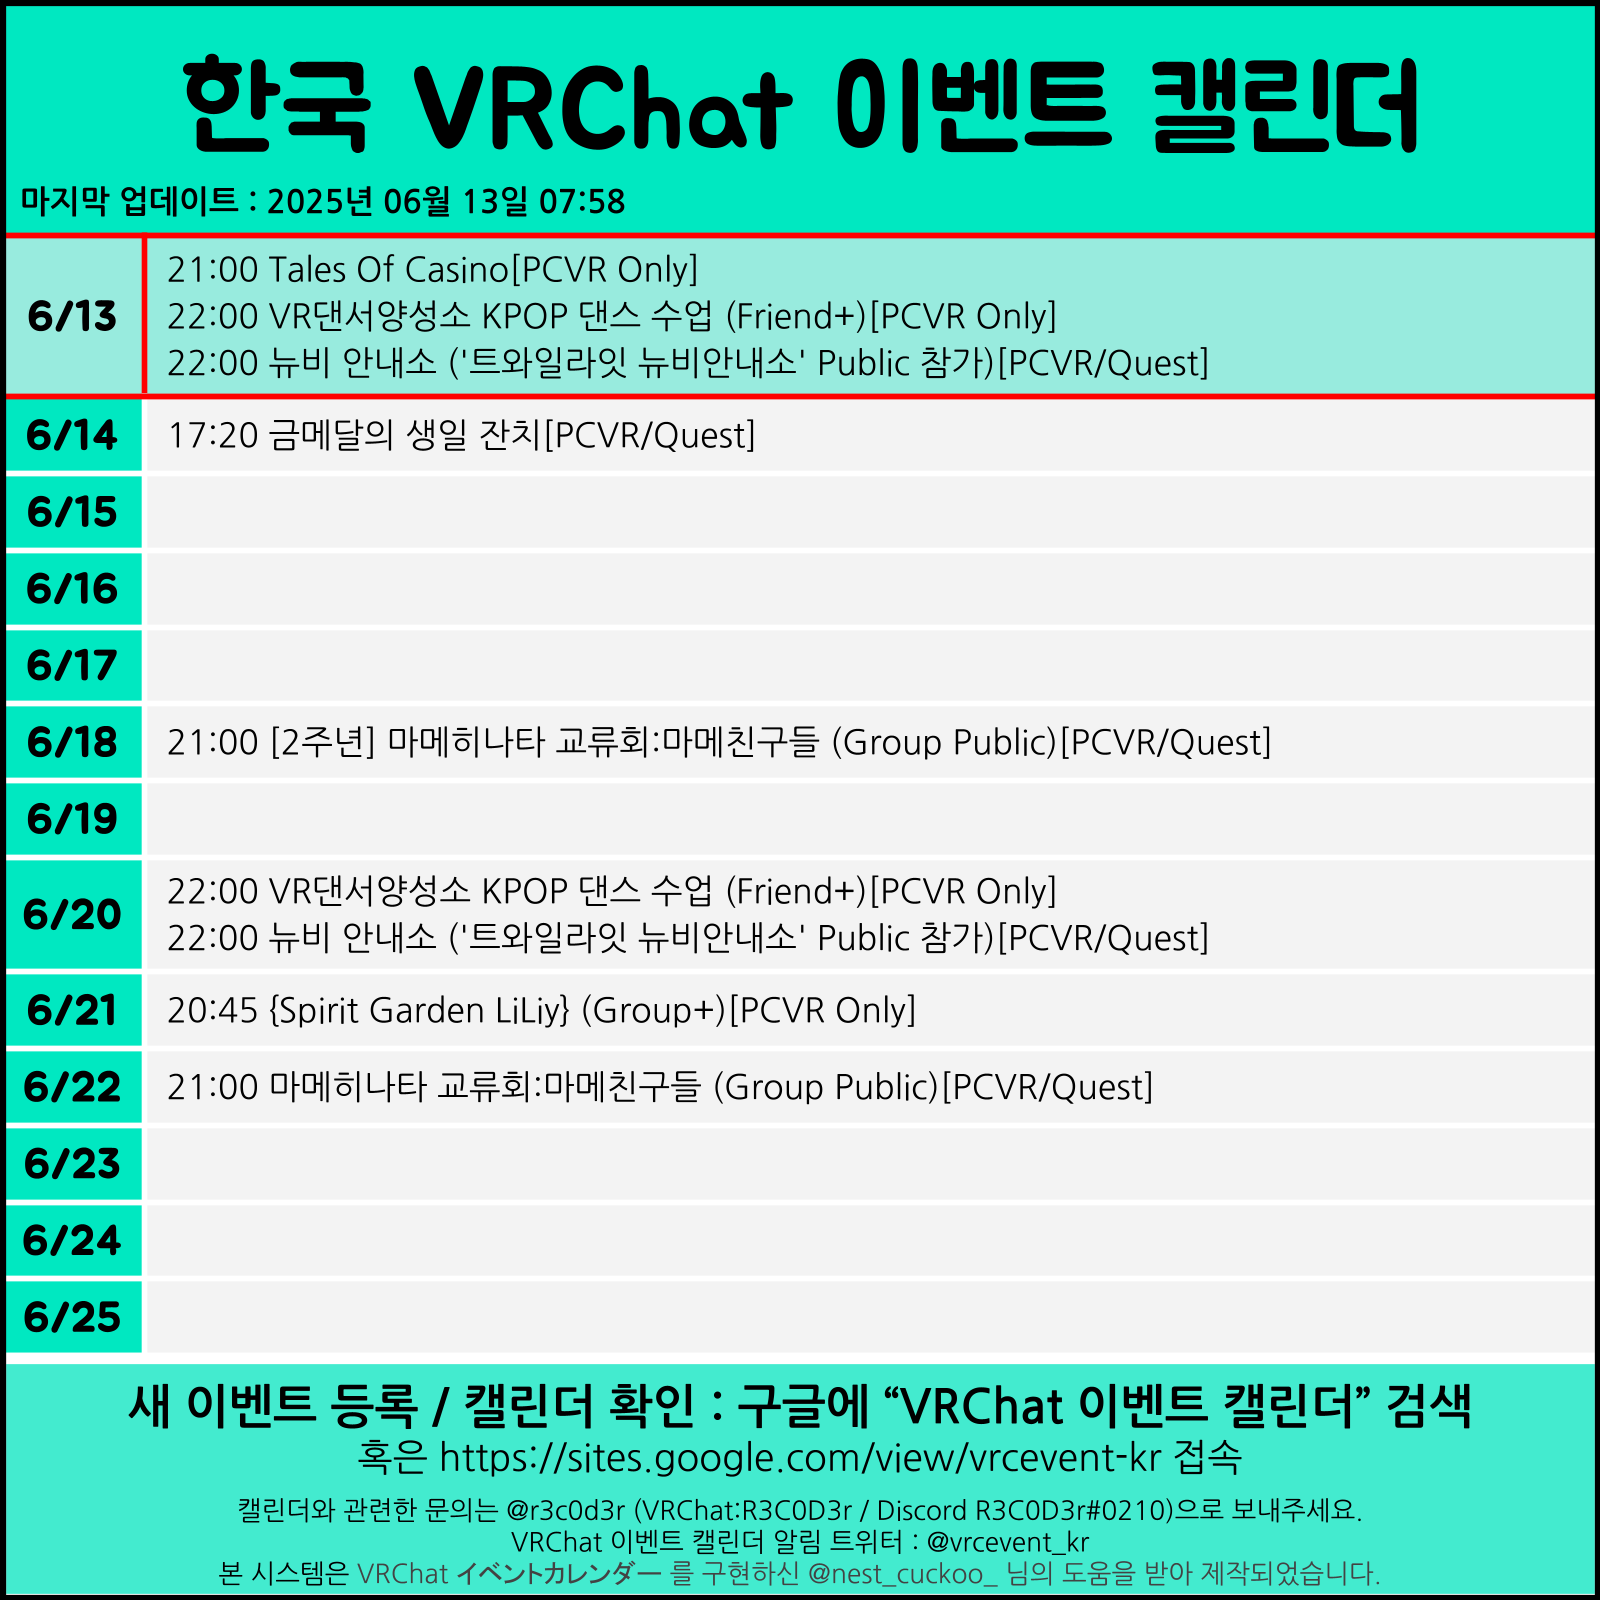 한국 VRChat 이벤트 캘린더
마지막 업데이트 : 2025년 06월 13일 07:58
6/13
21:00 Tales Of Casino[PCVR Only]
22:00 VR댄서양성소 KPOP 댄스 수업 (Friend+)[PCVR Only]
22:00 뉴비 안내소 ('트와일라잇 뉴비안내소' Public 참가)[PCVR/Quest]
6/14
17:20 금메달의 생일 잔치[PCVR/Quest]
6/15
6/16
6/17
6/18
21:00 [2주년] 마메히나타 교류회:마메친구들 (Group Public)[PCVR/Quest]
6/19
6/20
22:00 VR댄서양성소 KPOP 댄스 수업 (Friend+)[PCVR Only]
22:00 뉴비 안내소 ('트와일라잇 뉴비안내소' Public 참가)[PCVR/Quest]
6/21
20:45 {Spirit Garden LiLiy} (Group+)[PCVR Only]
6/22
21:00 마메히나타 교류회:마메친구들 (Group Public)[PCVR/Quest]
6/23
6/24
6/25
새 이벤트 등록 / 캘린더 확인 : 구글에 “VRChat 이벤트 캘린더” 검색
혹은 https://sites.google.com/view/vrcevent-kr 접속
캘린더와 관련한 문의는 @r3c0d3r (VRChat:R3C0D3r / Discord R3C0D3r#0210)으로 보내주세요.
VRChat 이벤트 캘린더 알림 트위터 : @vrcevent_kr
본 시스템은 VRChat イベントカレンダー 를 구현하신 @nest_cuckoo_ 님의 도움을 받아 제작되었습니다.